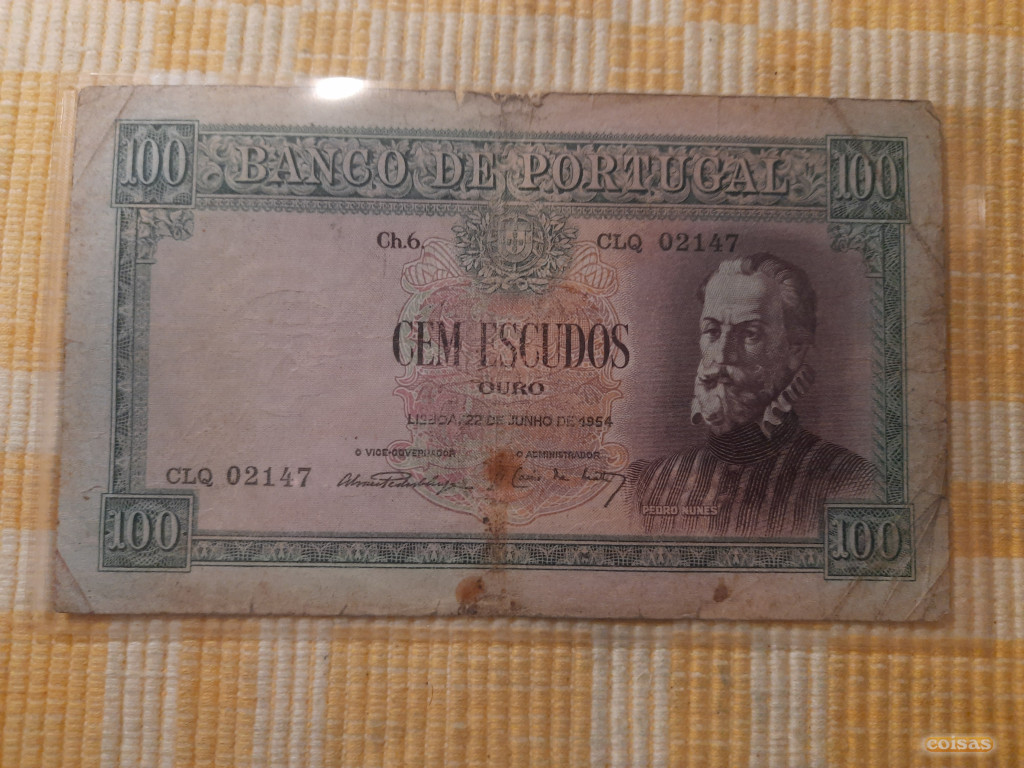 100 BANCO DE PORTUGAL 100
Ch.6. CLQ 02147
CEM ESCUDOS
OURO
LISBOA, 22 DE JUNHO DE 1954
O VICE-GOVERNADOR O ADMINISTRADOR
CLQ 02147
PEDRO NUNES
100 100
coisas